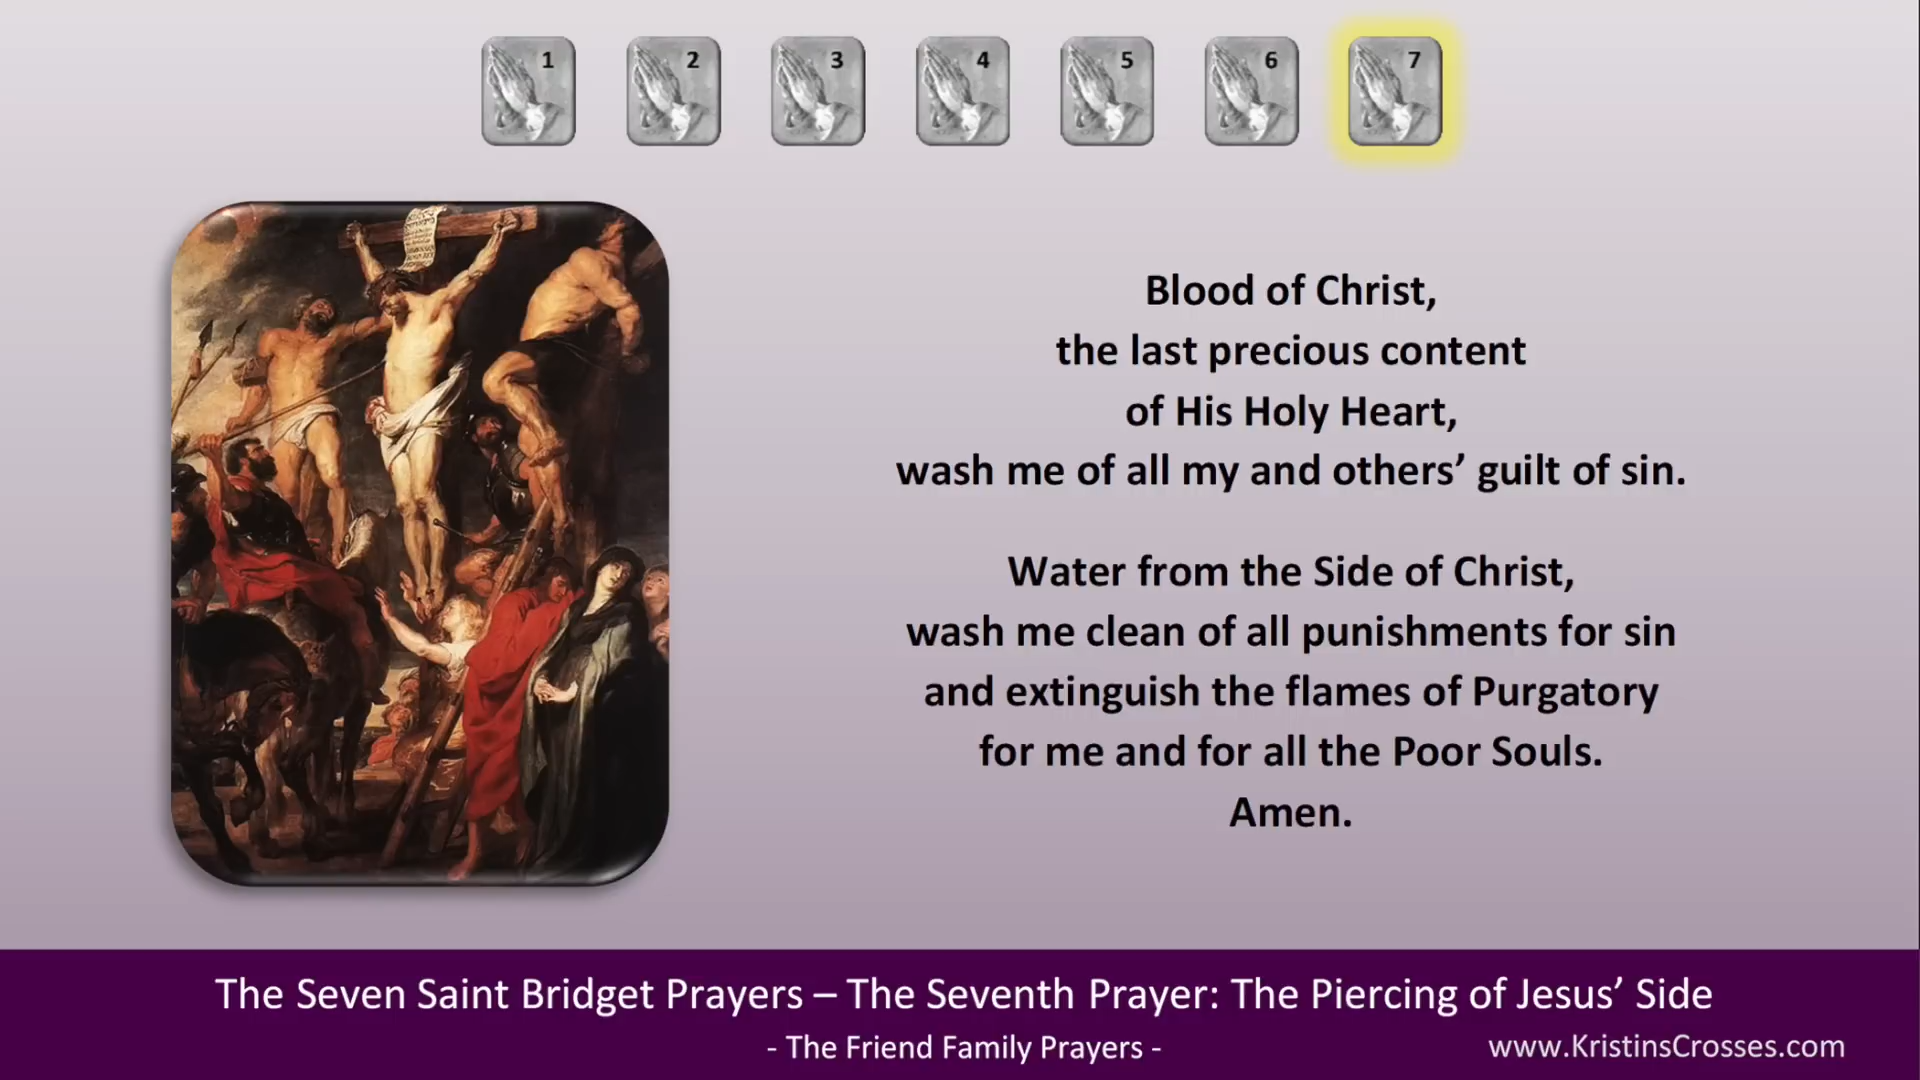 1 2 3 4 5 6 7
Blood of Christ,
the last precious content
of His Holy Heart,
wash me of all my and others’ guilt of sin.
Water from the Side of Christ,
wash me clean of all punishments for sin
and extinguish the flames of Purgatory
for me and for all the Poor Souls.
Amen.
The Seven Saint Bridget Prayers – The Seventh Prayer: The Piercing of Jesus’ Side
- The Friend Family Prayers -
www.KristinsCrosses.com